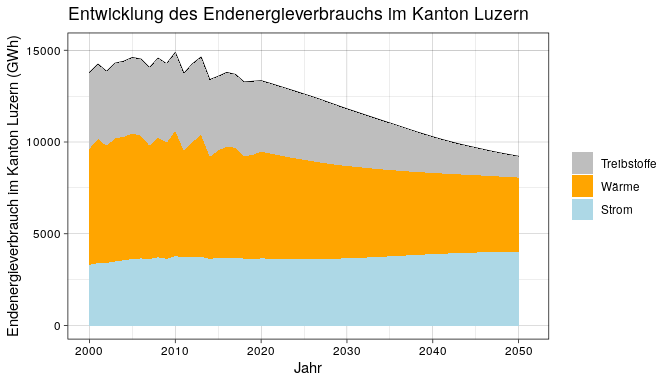 Entwicklung des Endenergieverbrauchs im Kanton Luzern
Endenergieverbrauch im Kanton Luzern (GWh)
15000
10000
5000
0
2000
2010
2020
2030
2040
2050
Jahr
Treibstoffe
Wärme
Strom